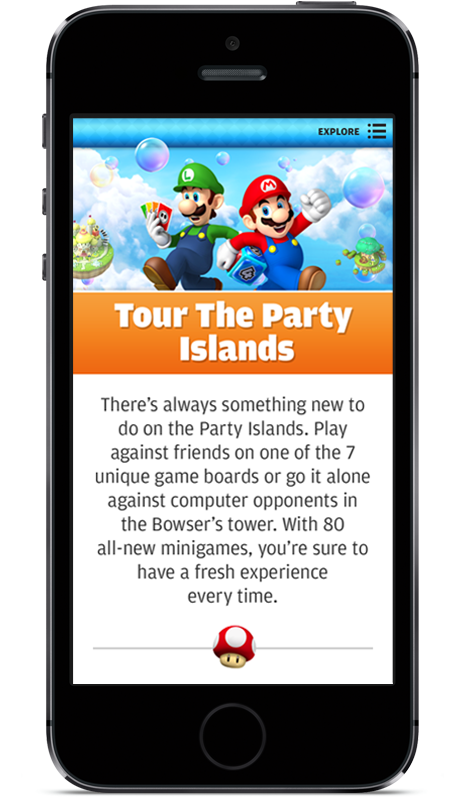 EXPLORE
L
M
Tour The Party
Islands
There's always something new to
do on the Party Islands. Play
against friends on one of the 7
unique game boards or go it alone
against computer opponents in
the Bowser's tower. With 80
all-new minigames, you're sure to
have a fresh experience
every time.